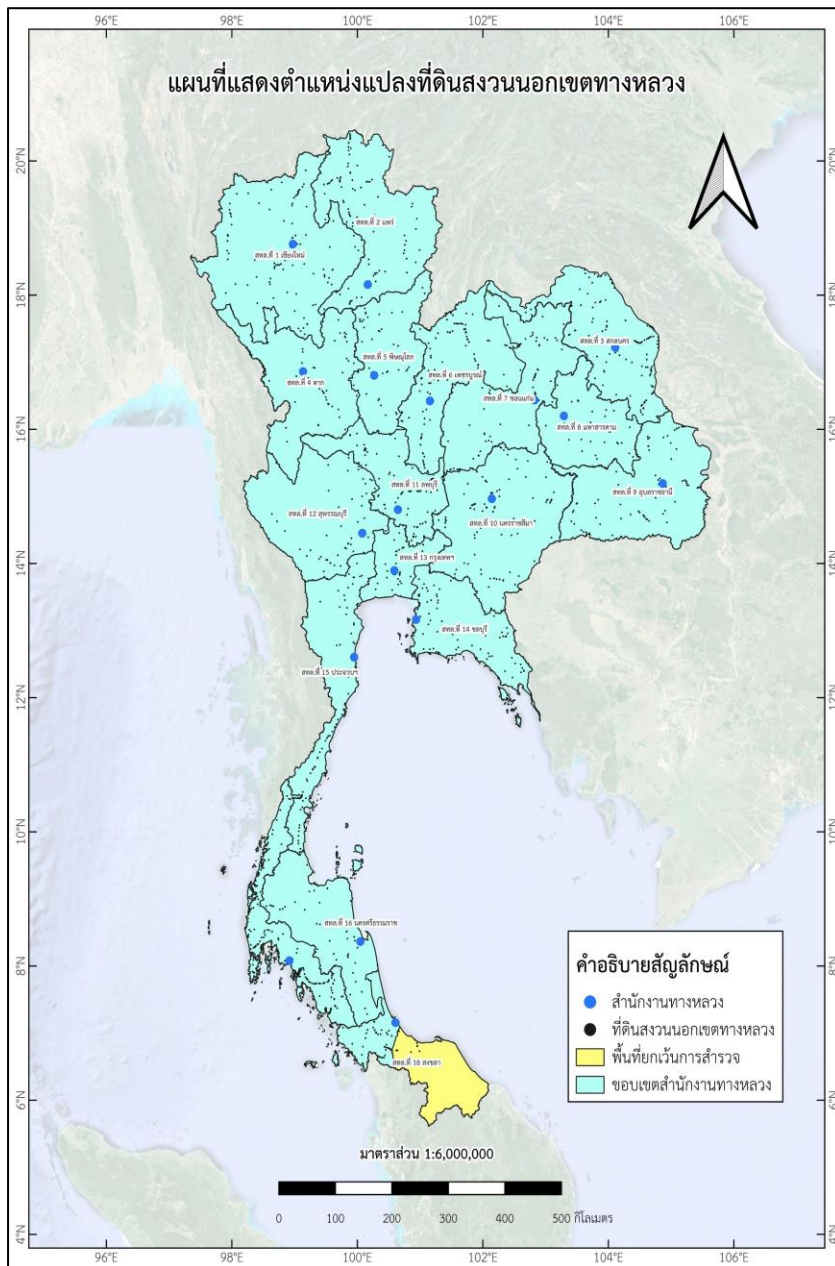 96°E 98°E 100°E 102°E 104°E 106°E
แผนที่แสดงตำแหน่งแปลงที่ดินสงวนนอกเขตทางหลวง
20°N 20°N
สทล.ที่ 2 แพร่
สทล.ที่ 1 เชียงใหม่
18°N 18°N
สทล.ที่ 3 สกลนคร
สทล.ที่ 5 พิษณุโลก
สทล.ที่ 6 เพชรบูรณ์
สทล.ที่ 4 ตาก
สทล.ที่ 7 ขอนแก่น
สทล.ที่ 8 มหาสารคาม
16°N 16°N
สทล.ที่ 11 ลพบุรี
สทล.ที่ 9 อุบลราชธานี
สทล.ที่ 12 สุพรรณบุรี
สทล.ที่ 10 นครราชสีมา
สทล.ที่ 13 กรุงเทพฯ
14°N 14°N
สทล.ที่ 14 ชลบุรี
สทล.ที่ 15 ประจวบฯ
12°N 12°N
10°N 10°N
สทล.ที่ 16 นครศรีธรรมราช
8°N 8°N
คำอธิบายสัญลักษณ์
สำนักงานทางหลวง
ที่ดินสงวนนอกเขตทางหลวง
พื้นที่ยกเว้นการสำรวจ
ขอบเขตสำนักงานทางหลวง
สทล.ที่ 18 สงขลา
6°N 6°N
มาตราส่วน 1:6,000,000
0 100 200 300 400 500 กิโลเมตร
4°N 4°N
96°E 98°E 100°E 102°E 104°E 106°E